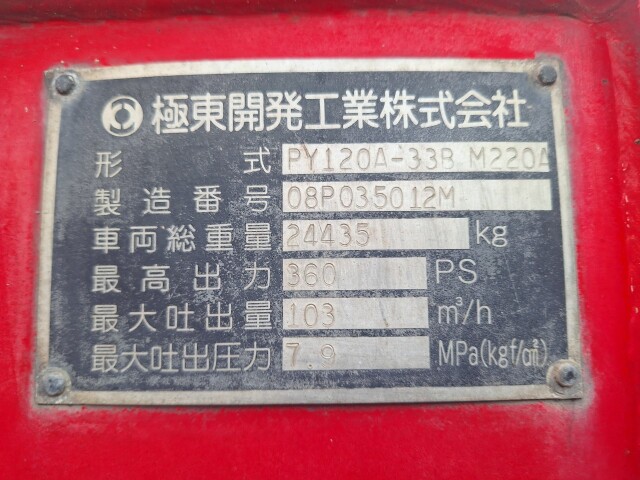 極東開発工業株式会社
形式 PY120A-33B M220A
製造番号 08P035012M
車両総重量 24435 kg
最高出力 360 PS
最大吐出量 103 m³/h
最大吐出圧力 7.9 MPa(kgf/c㎡)